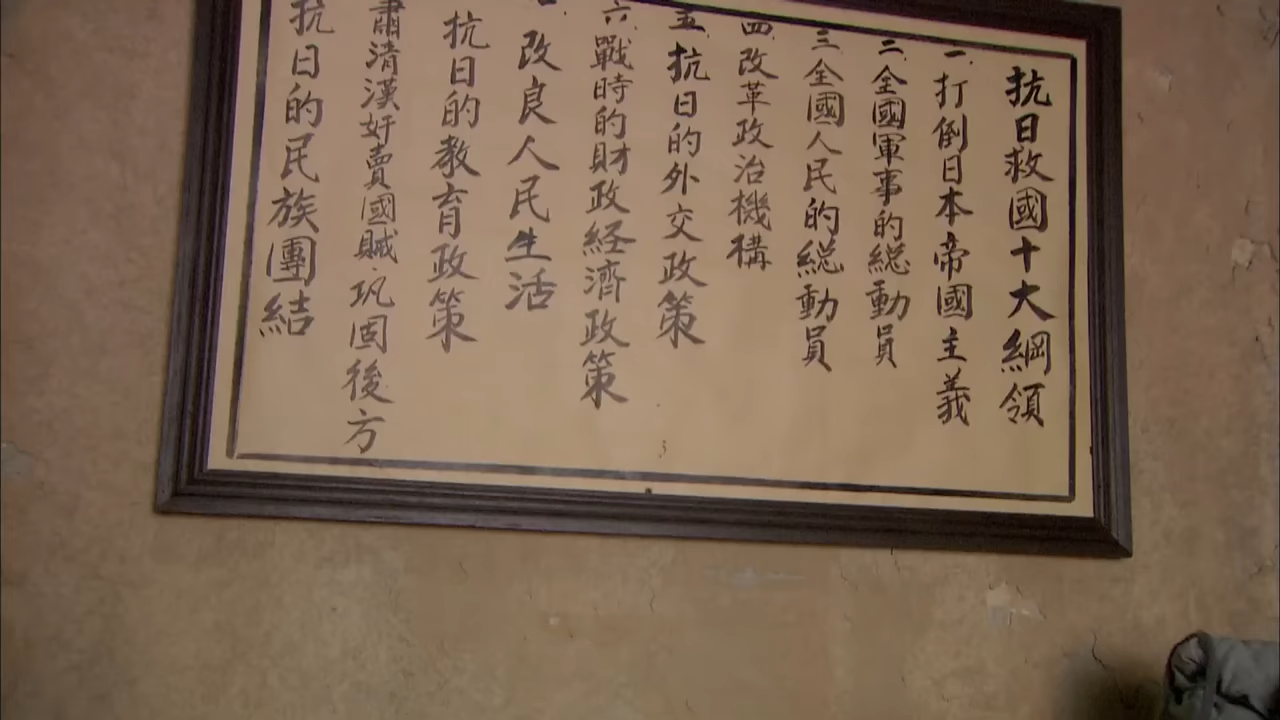 抗日救國十大綱領
一、打倒日本帝國主義
二、全國軍事的総動員
三、全國人民的総動員
四、改革政治機構
五、抗日的外交政策
六、戰時的財政経濟政策
改良人民生活
抗日的教育政策
肅清漢奸賣國賊、巩固後方
抗日的民族團結